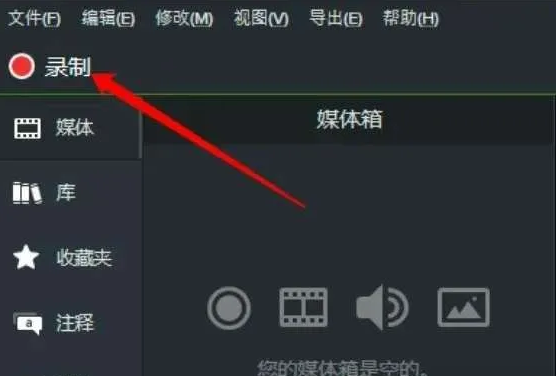 文件(F) 编辑(E) 修改(M) 视图(V) 导出(E) 帮助(H)
录制
媒体 媒体箱
库
收藏夹
a 注释
您的媒体箱是空的。